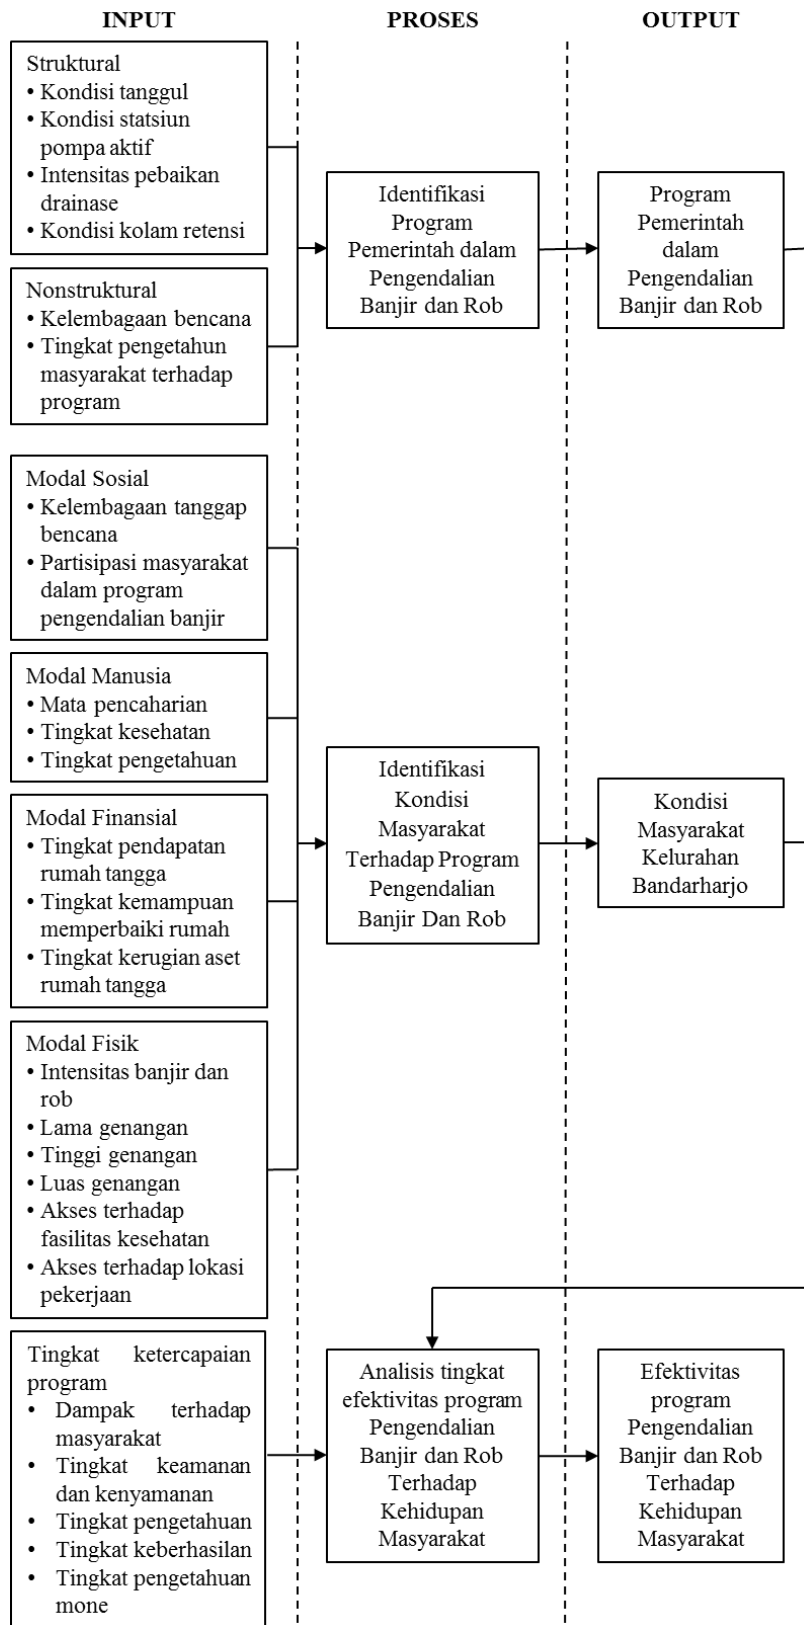 INPUT
PROSES
OUTPUT
Struktural
• Kondisi tanggul
• Kondisi statsiun
pompa aktif
• Intensitas pebaikan
drainase
• Kondisi kolam retensi
Nonstruktural
• Kelembagaan bencana
• Tingkat pengetahun
masyarakat terhadap
program
Identifikasi
Program
Pemerintah dalam
Pengendalian
Banjir dan Rob
Program
Pemerintah
dalam
Pengendalian
Banjir dan Rob
Modal Sosial
• Kelembagaan tanggap
bencana
• Partisipasi masyarakat
dalam program
pengendalian banjir
Modal Manusia
• Mata pencaharian
• Tingkat kesehatan
• Tingkat pengetahuan
Modal Finansial
• Tingkat pendapatan
rumah tangga
• Tingkat kemampuan
memperbaiki rumah
• Tingkat kerugian aset
rumah tangga
Modal Fisik
• Intensitas banjir dan
rob
• Lama genangan
• Tinggi genangan
• Luas genangan
• Akses terhadap
fasilitas kesehatan
• Akses terhadap lokasi
pekerjaan
Identifikasi
Kondisi
Masyarakat
Terhadap Program
Pengendalian
Banjir Dan Rob
Kondisi
Masyarakat
Kelurahan
Bandarharjo
Tingkat ketercapaian
program
• Dampak terhadap
masyarakat
• Tingkat keamanan
dan kenyamanan
• Tingkat pengetahuan
• Tingkat keberhasilan
• Tingkat pengetahuan
mone
Analisis tingkat
efektivitas program
Pengendalian
Banjir dan Rob
Terhadap
Kehidupan
Masyarakat
Efektivitas
program
Pengendalian
Banjir dan Rob
Terhadap
Kehidupan
Masyarakat